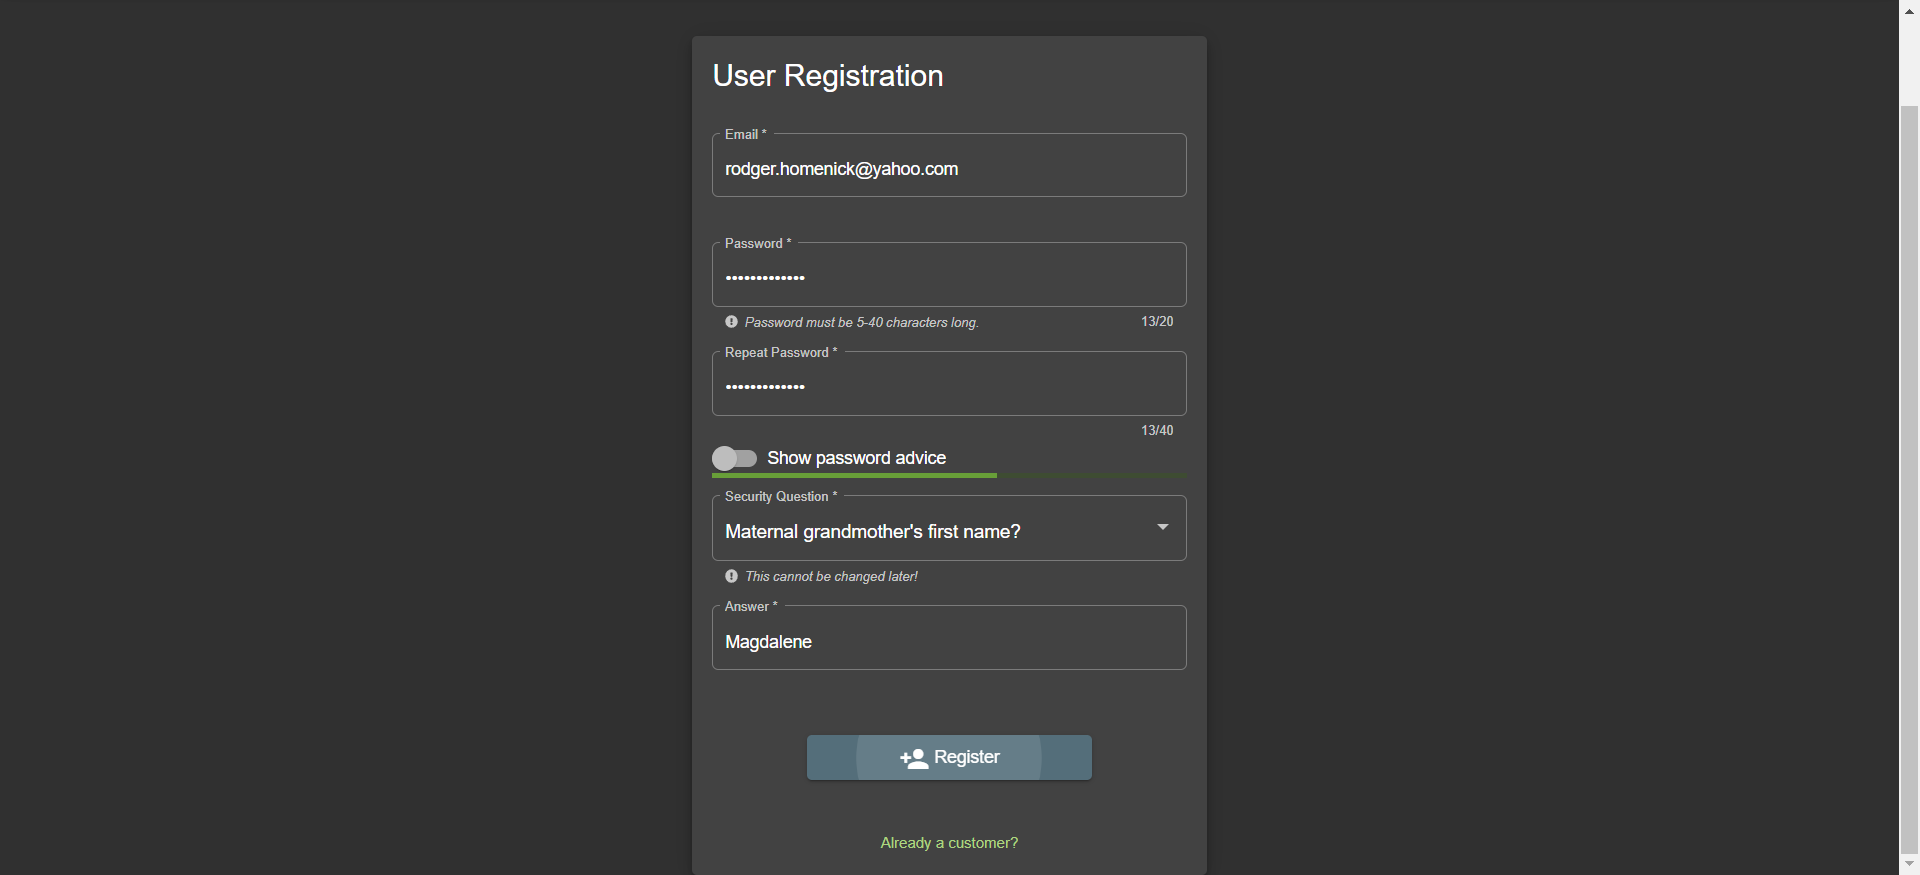 User Registration
Email *
rodger.homenick@yahoo.com
Password *
•••••••••••••
Password must be 5-40 characters long.
13/20
Repeat Password *
•••••••••••••
13/40
Show password advice
Security Question *
Maternal grandmother's first name?
This cannot be changed later!
Answer *
Magdalene
Register
Already a customer?